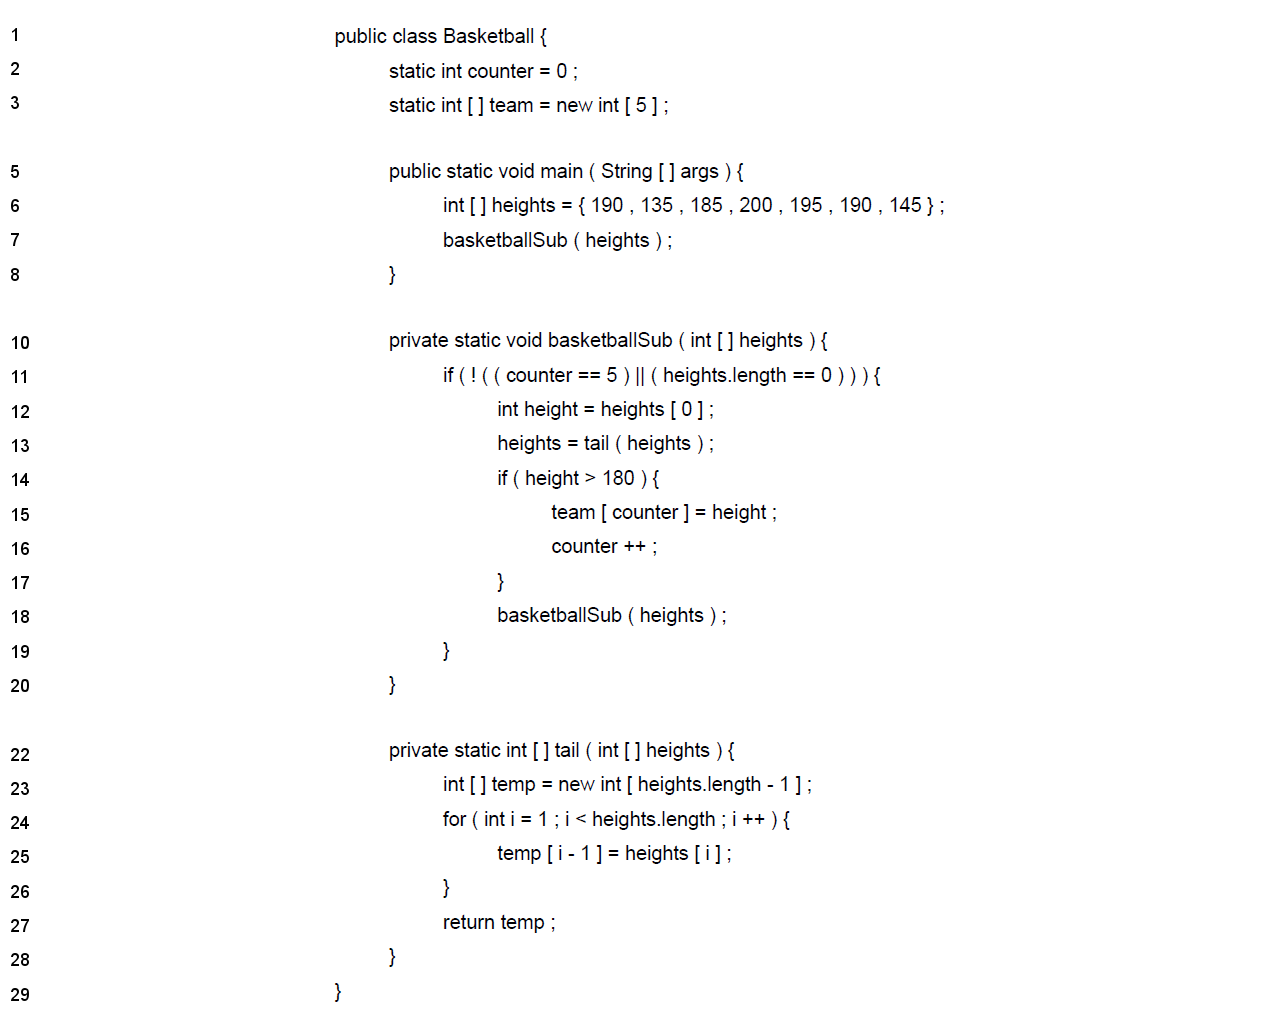 1 public class Basketball {
2 static int counter = 0 ;
3 static int [ ] team = new int [ 5 ] ;
5 public static void main ( String [ ] args ) {
6 int [ ] heights = { 190 , 135 , 185 , 200 , 195 , 190 , 145 } ;
7 basketballSub ( heights ) ;
8 }
10 private static void basketballSub ( int [ ] heights ) {
11 if ( ! ( ( counter == 5 ) || ( heights.length == 0 ) ) ) {
12 int height = heights [ 0 ] ;
13 heights = tail ( heights ) ;
14 if ( height > 180 ) {
15 team [ counter ] = height ;
16 counter ++ ;
17 }
18 basketballSub ( heights ) ;
19 }
20 }
22 private static int [ ] tail ( int [ ] heights ) {
23 int [ ] temp = new int [ heights.length - 1 ] ;
24 for ( int i = 1 ; i < heights.length ; i ++ ) {
25 temp [ i - 1 ] = heights [ i ] ;
26 }
27 return temp ;
28 }
29 }